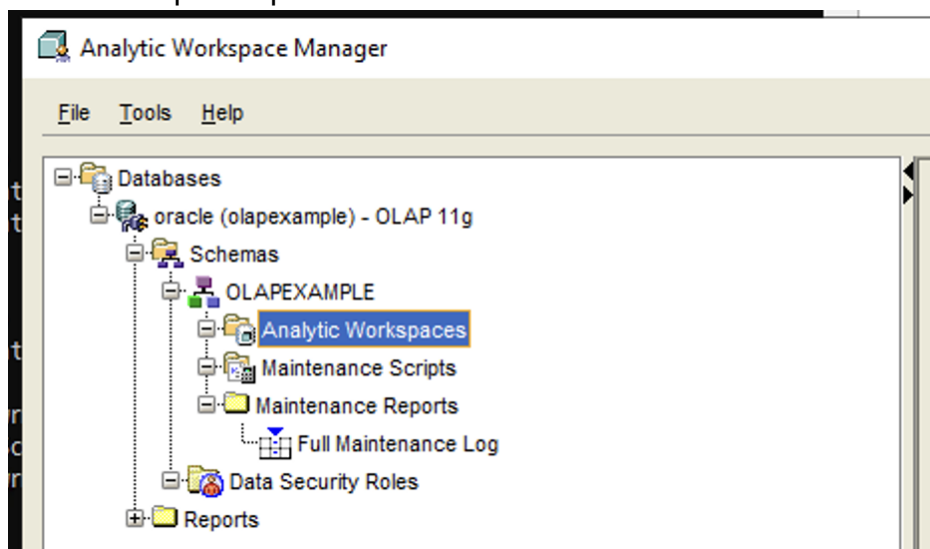 Analytic Workspace Manager
File Tools Help
Databases
oracle (olapexample) - OLAP 11g
Schemas
OLAPEXAMPLE
Analytic Workspaces
Maintenance Scripts
Maintenance Reports
Full Maintenance Log
Data Security Roles
Reports